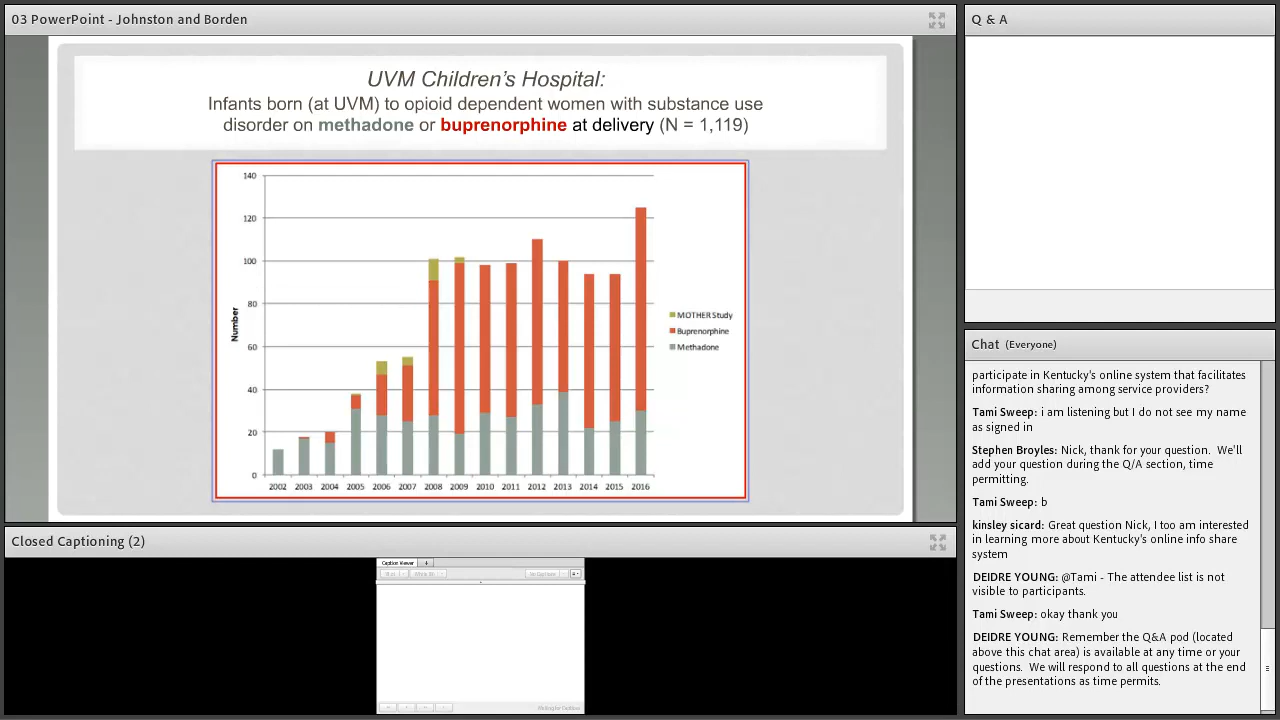 03 PowerPoint - Johnston and Borden
UVM Children's Hospital:
Infants born (at UVM) to opioid dependent women with substance use
disorder on methadone or buprenorphine at delivery (N = 1,119)
140
120
100
80
60
40
20
0
Number
2002 2003 2004 2005 2006 2007 2008 2009 2010 2011 2012 2013 2014 2015 2016
MOTHER Study
Buprenorphine
Methadone
Closed Captioning (2)
Caption Viewer
Q & A
Chat (Everyone)
participate in Kentucky's online system that facilitates
information sharing among service providers?
Tami Sweep: i am listening but I do not see my name
as signed in
Stephen Broyles: Nick, thank for your question. We'll
add your question during the Q/A section, time
permitting.
Tami Sweep: b
kinsley sicard: Great question Nick, I too am interested
in learning more about Kentucky's online info share
system
DEIDRE YOUNG: @Tami - The attendee list is not
visible to participants.
Tami Sweep: okay thank you
DEIDRE YOUNG: Remember the Q&A pod (located
above this chat area) is available at any time or your
questions. We will respond to all questions at the end
of the presentations as time permits.